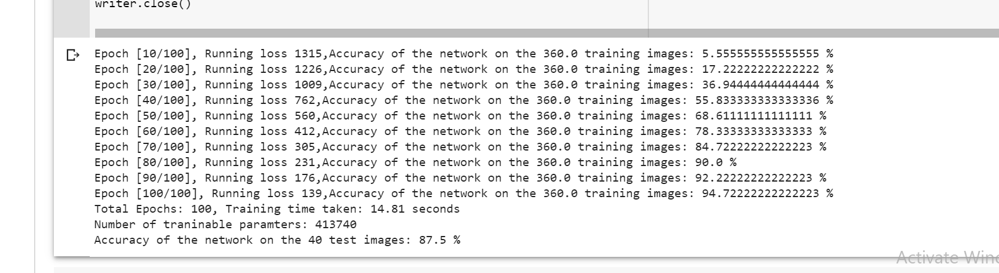 writer.close()
Epoch [10/100], Running loss 1315,Accuracy of the network on the 360.0 training images: 5.555555555555555 %
Epoch [20/100], Running loss 1226,Accuracy of the network on the 360.0 training images: 17.22222222222222 %
Epoch [30/100], Running loss 1009,Accuracy of the network on the 360.0 training images: 36.94444444444444 %
Epoch [40/100], Running loss 762,Accuracy of the network on the 360.0 training images: 55.833333333333336 %
Epoch [50/100], Running loss 560,Accuracy of the network on the 360.0 training images: 68.61111111111111 %
Epoch [60/100], Running loss 412,Accuracy of the network on the 360.0 training images: 78.33333333333333 %
Epoch [70/100], Running loss 305,Accuracy of the network on the 360.0 training images: 84.72222222222223 %
Epoch [80/100], Running loss 231,Accuracy of the network on the 360.0 training images: 90.0 %
Epoch [90/100], Running loss 176,Accuracy of the network on the 360.0 training images: 92.22222222222223 %
Epoch [100/100], Running loss 139,Accuracy of the network on the 360.0 training images: 94.72222222222223 %
Total Epochs: 100, Training time taken: 14.81 seconds
Number of traninable paramters: 413740
Accuracy of the network on the 40 test images: 87.5 %
Activate